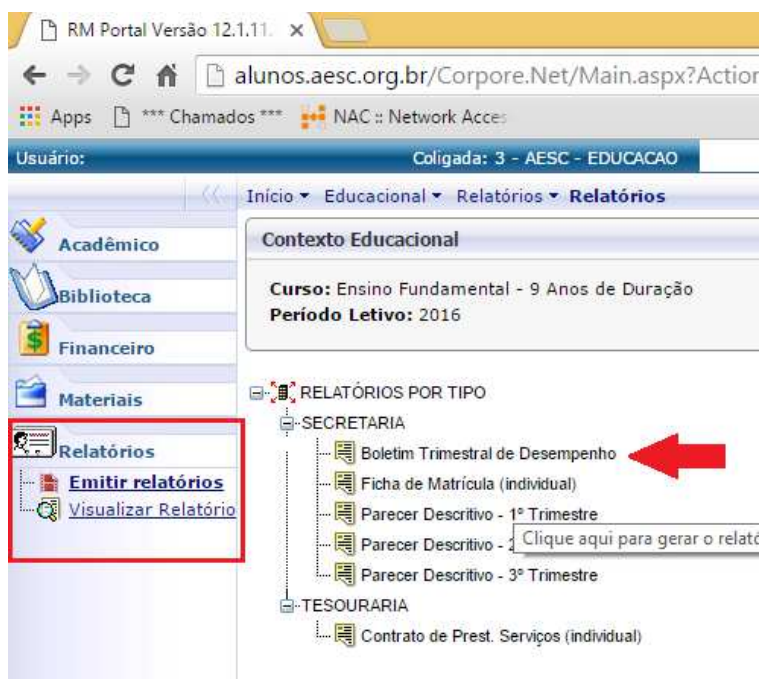 RM Portal Versão 12.1.11.
alunos.aesc.org.br/Corpore.Net/Main.aspx?Action
Apps *** Chamados *** NAC :: Network Acces
Usuário: Coligada: 3 - AESC - EDUCACAO
Início Educacional Relatórios Relatórios
Acadêmico
Biblioteca
Financeiro
Materiais
Relatórios
Emitir relatórios
Visualizar Relatório
Contexto Educacional
Curso: Ensino Fundamental - 9 Anos de Duração
Período Letivo: 2016
RELATÓRIOS POR TIPO
SECRETARIA
Boletim Trimestral de Desempenho
Ficha de Matrícula (individual)
Parecer Descritivo - 1º Trimestre
Parecer Descritivo - 2
Clique aqui para gerar o relató
Parecer Descritivo - 3º Trimestre
TESOURARIA
Contrato de Prest. Serviços (individual)